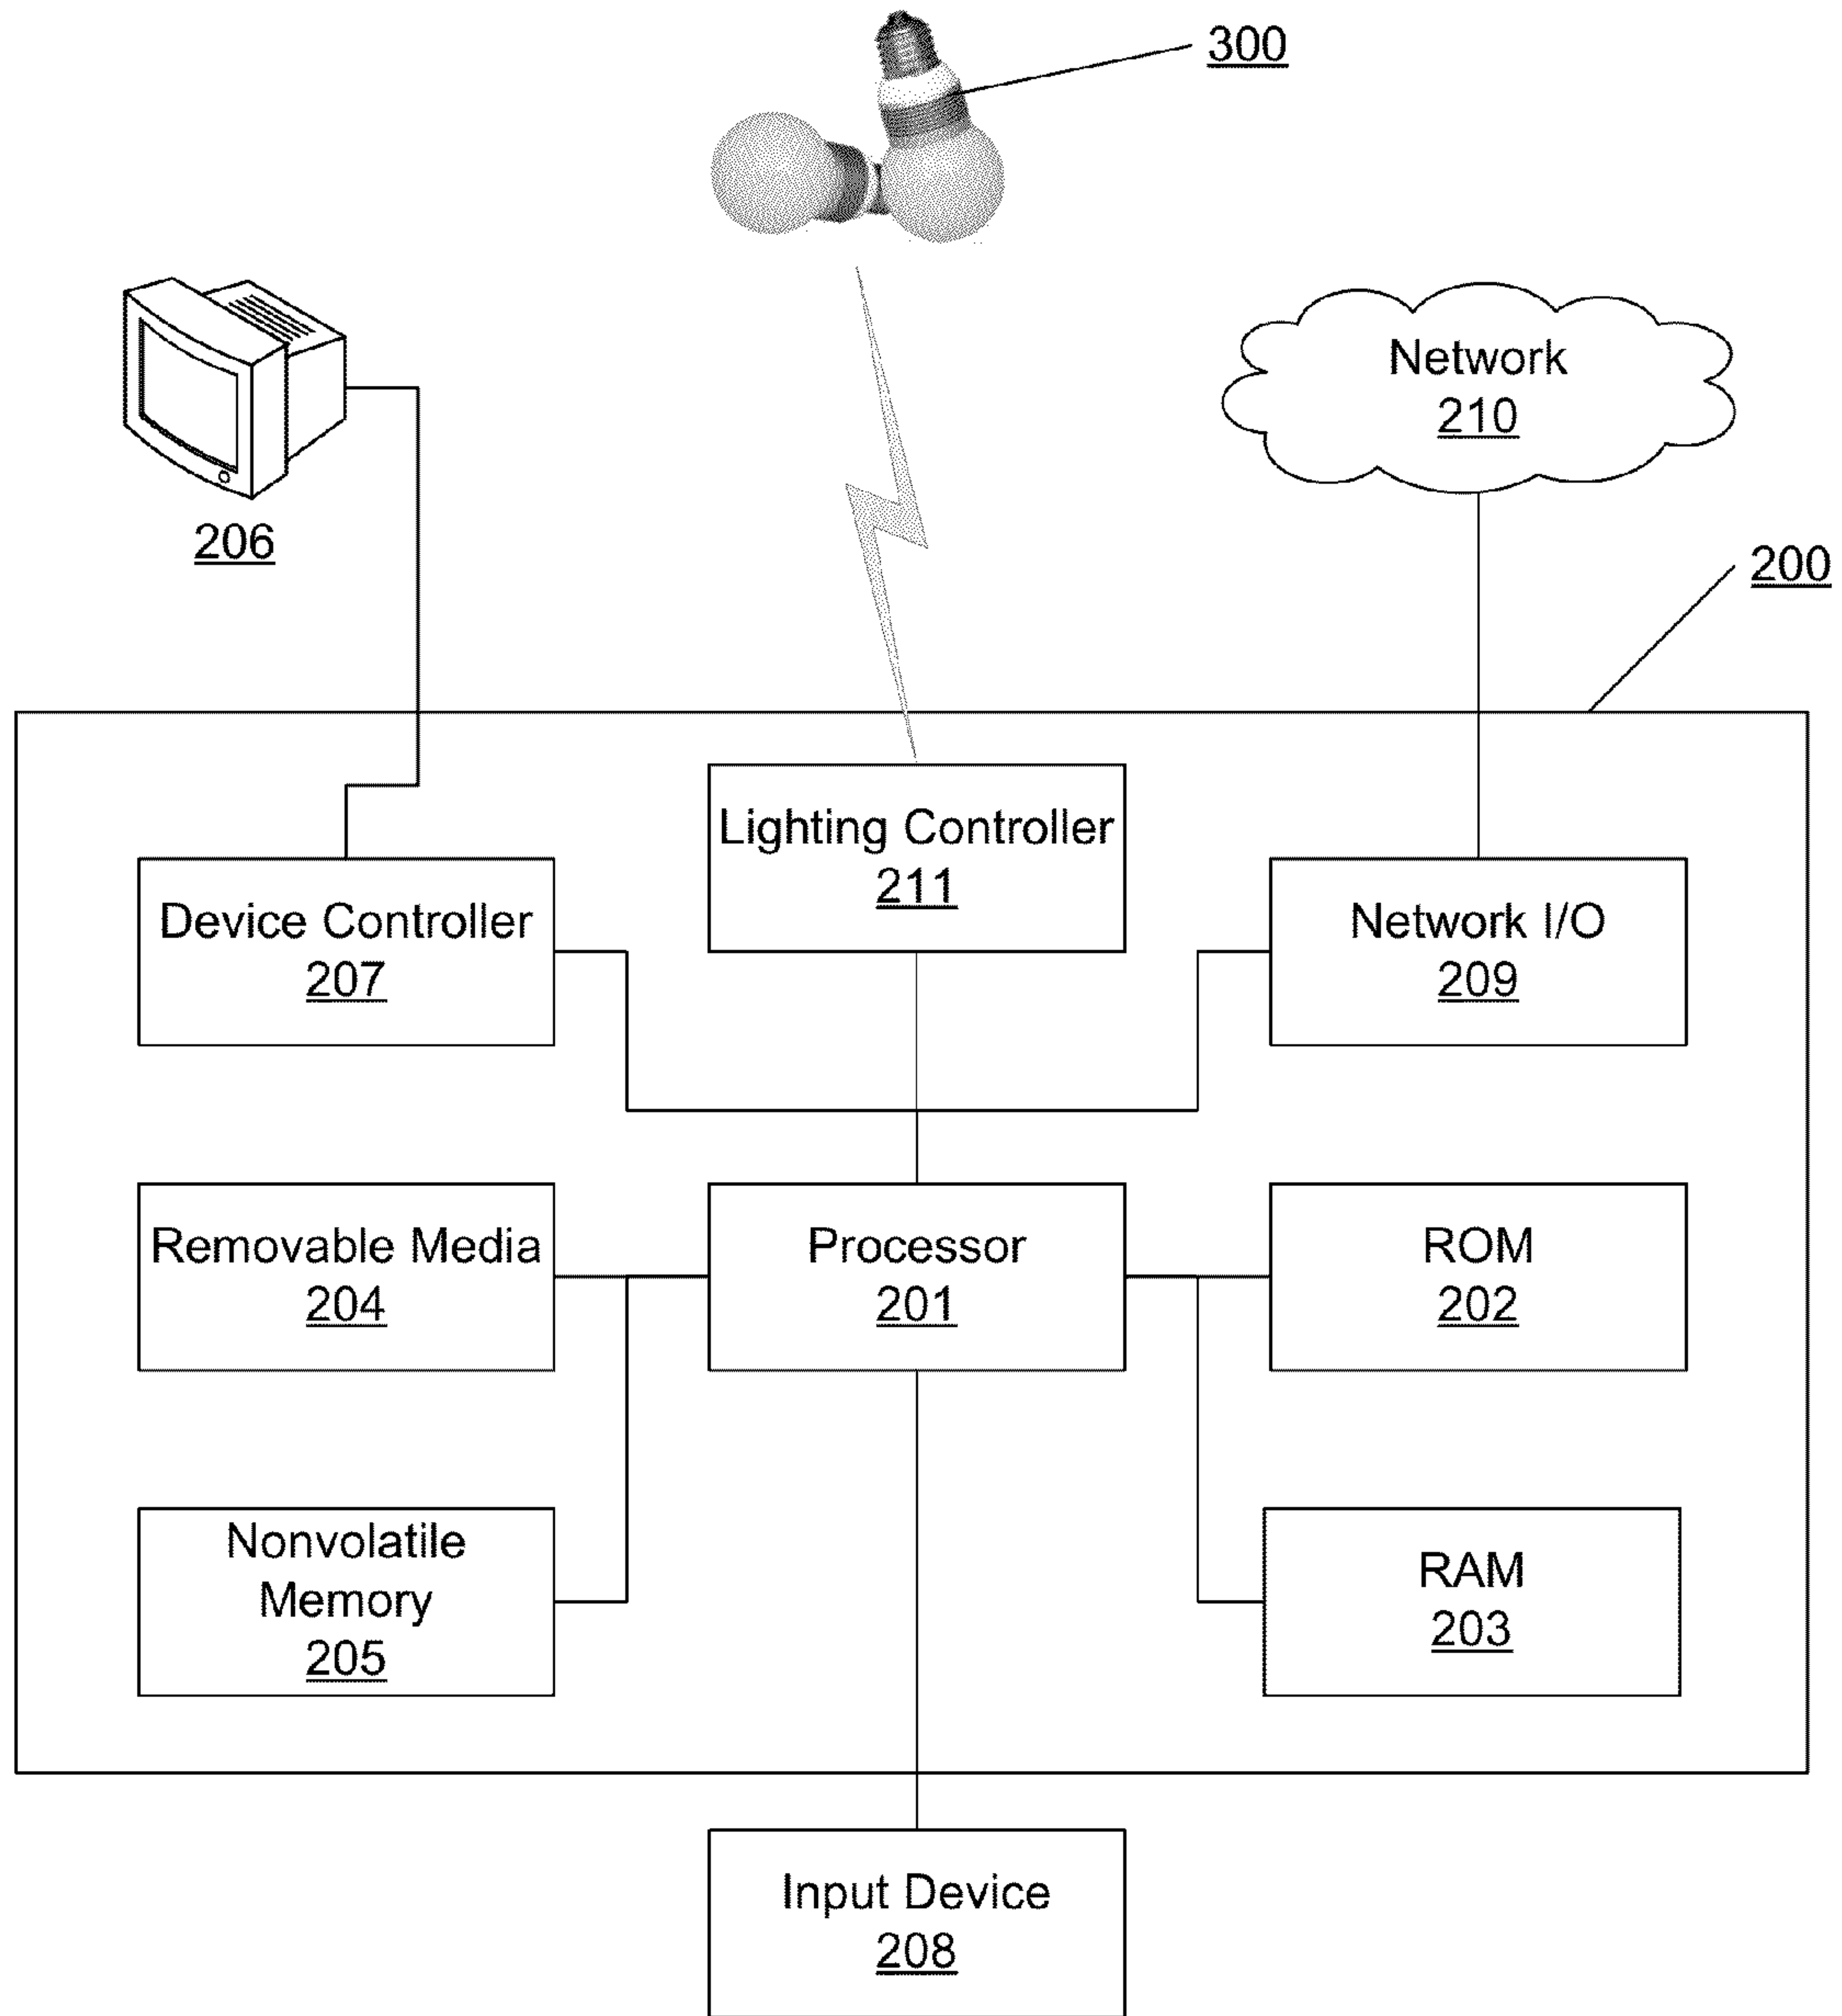 300
206
Network
210
200
Lighting Controller
211
Device Controller
207
Network I/O
209
Removable Media
204
Processor
201
ROM
202
Nonvolatile
Memory
205
RAM
203
Input Device
208